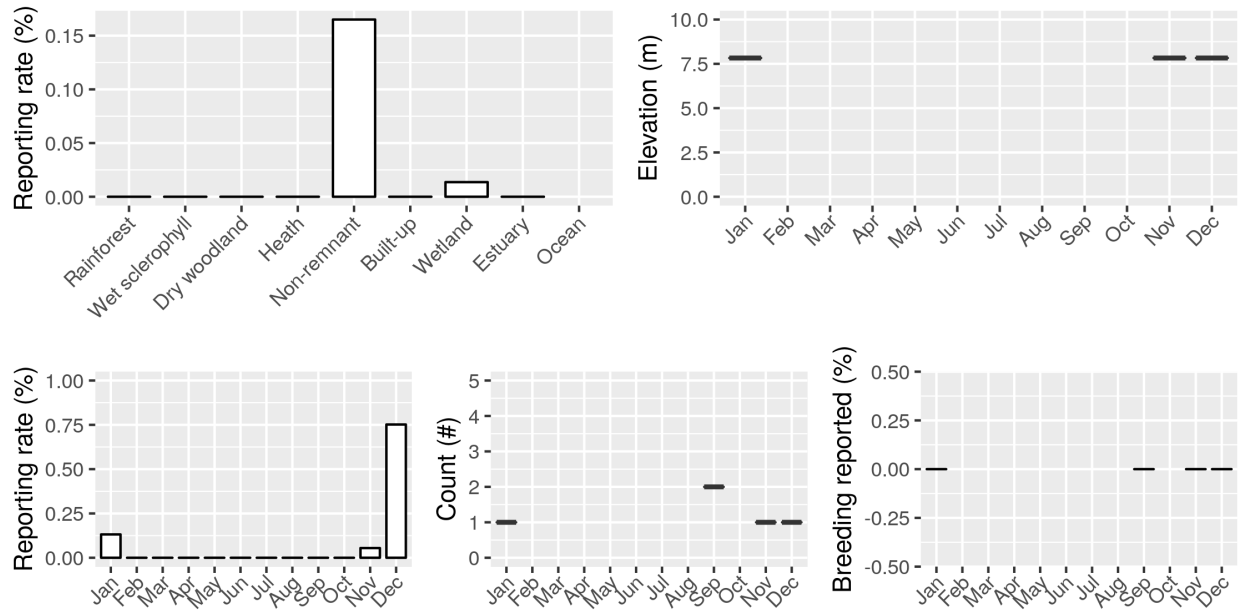 Reporting rate (%)
0.15
0.10
0.05
0.00
Rainforest
Wet sclerophyll
Dry woodland
Heath
Non-remnant
Built-up
Wetland
Estuary
Ocean
Elevation (m)
10.0
7.5
5.0
2.5
0.0
Jan
Feb
Mar
Apr
May
Jun
Jul
Aug
Sep
Oct
Nov
Dec
Reporting rate (%)
1.00
0.75
0.50
0.25
0.00
Jan
Feb
Mar
Apr
May
Jun
Jul
Aug
Sep
Oct
Nov
Dec
Count (#)
5
4
3
2
1
0
Jan
Feb
Mar
Apr
May
Jun
Jul
Aug
Sep
Oct
Nov
Dec
Breeding reported (%)
0.50
0.25
0.00
-0.25
-0.50
Jan
Feb
Mar
Apr
May
Jun
Jul
Aug
Sep
Oct
Nov
Dec